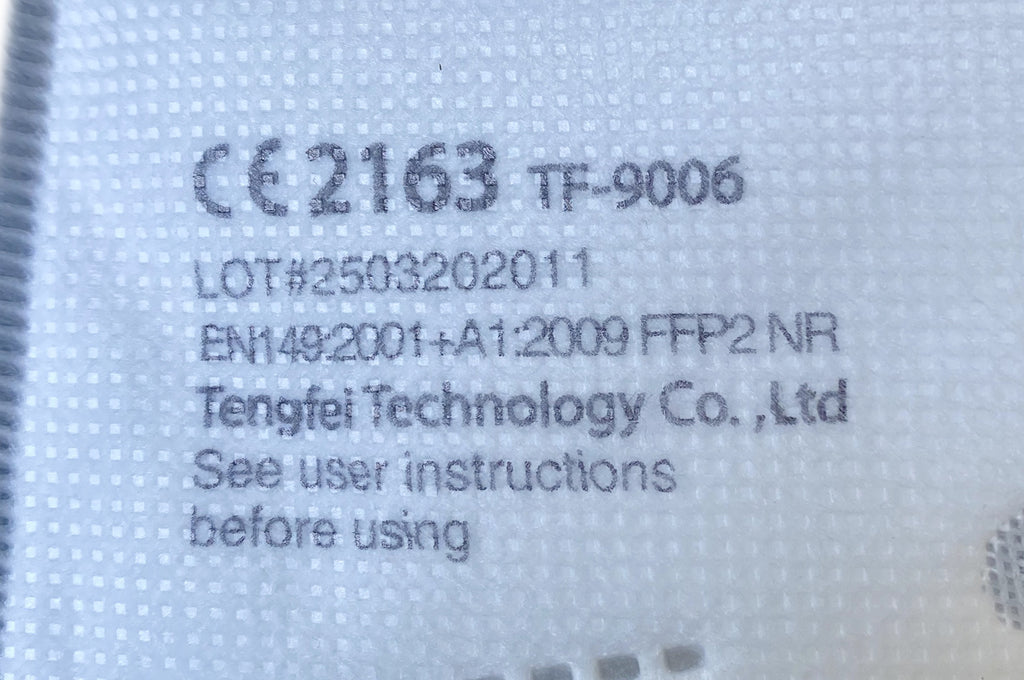 CE 2163 TF-9006
LOT#2503202011
EN149:2001+A1:2009 FFP2 NR
Tengfei Technology Co. ,Ltd
See user instructions
before using